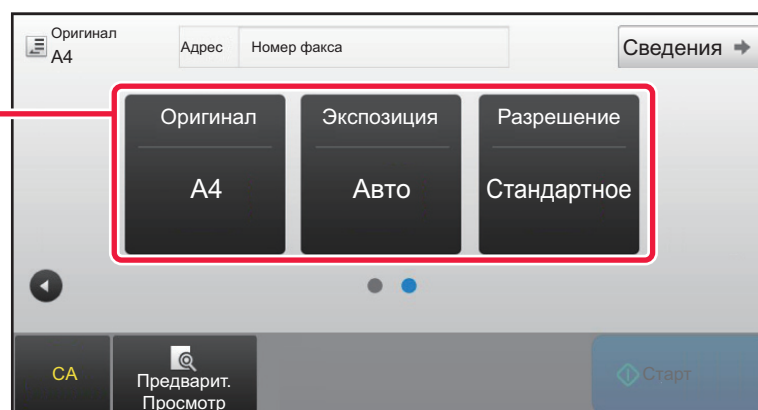 Оригинал
A4
Адрес
Номер факса
Сведения
Оригинал
Экспозиция
Разрешение
A4
Авто
Стандартное
CA
Предварит.
Просмотр
Старт